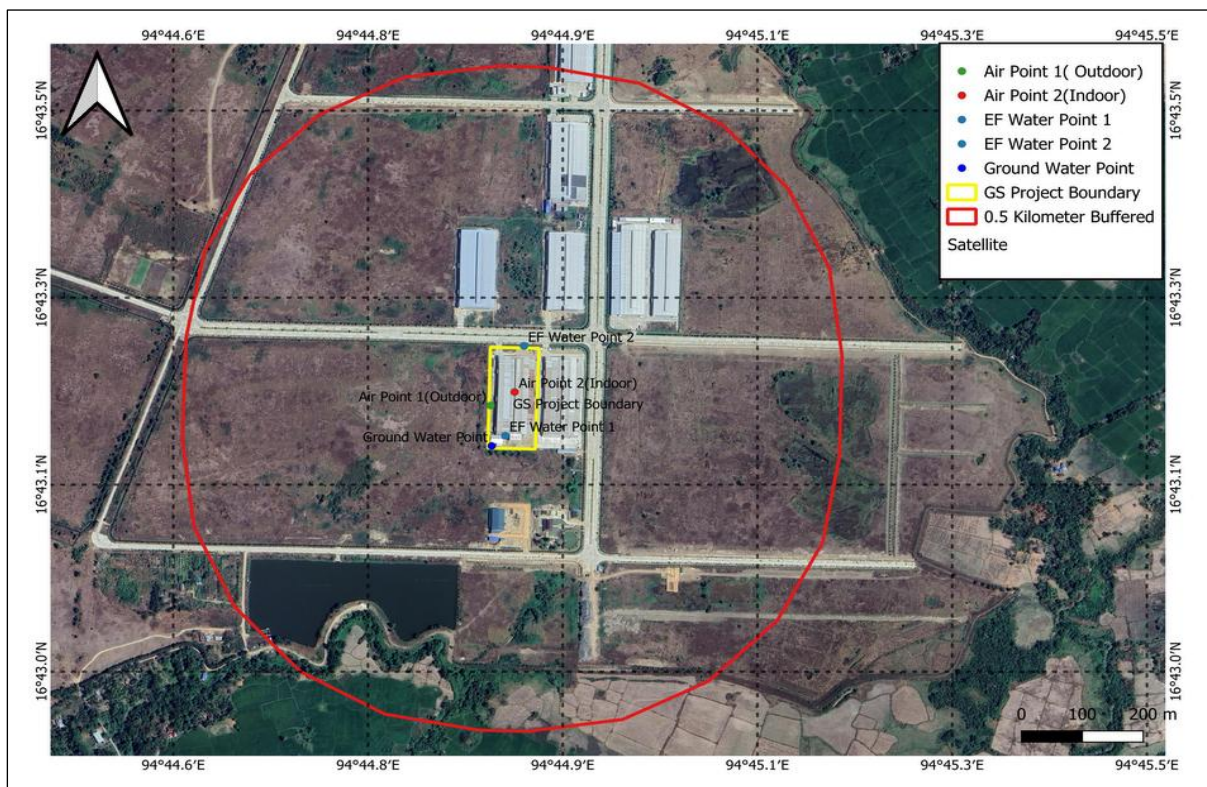 94°44.6'E 94°44.8'E 94°44.9'E 94°45.1'E 94°45.3'E 94°45.5'E
Air Point 1( Outdoor)
Air Point 2(Indoor)
EF Water Point 1
EF Water Point 2
Ground Water Point
GS Project Boundary
0.5 Kilometer Buffered
Satellite
16°43.5'N 16°43.5'N
16°43.3'N 16°43.3'N
EF Water Point 2
Air Point 2(Indoor)
Air Point 1(Outdoor) GS Project Boundary
EF Water Point 1
Ground Water Point
16°43.1'N 16°43.1'N
16°43.0'N 16°43.0'N
0 100 200 m
94°44.6'E 94°44.8'E 94°44.9'E 94°45.1'E 94°45.3'E 94°45.5'E